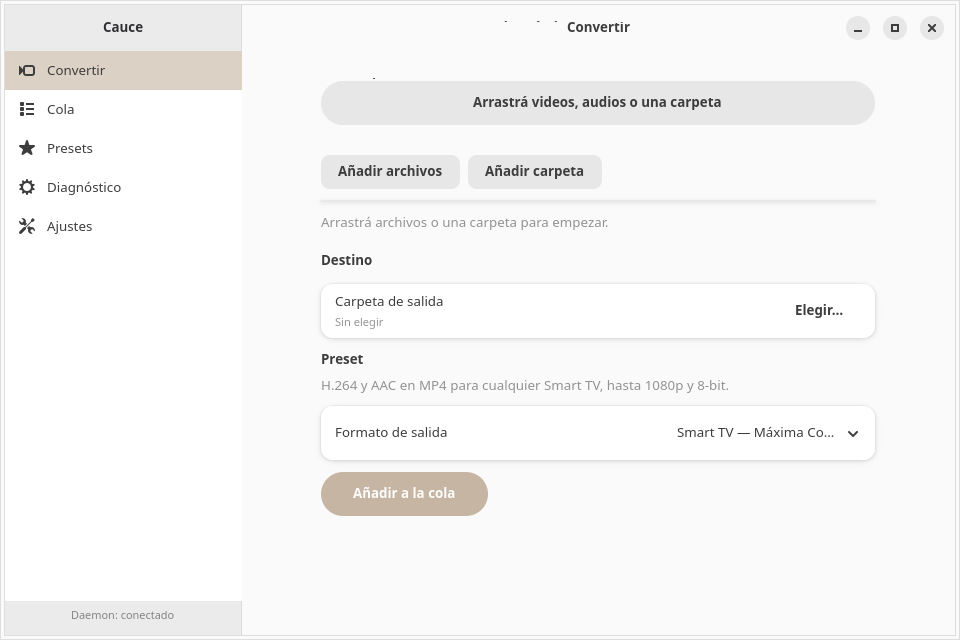 Cauce
Convertir
Convertir
Cola
Presets
Diagnóstico
Ajustes
Daemon: conectado
Arrastrá videos, audios o una carpeta
Añadir archivos
Añadir carpeta
Arrastrá archivos o una carpeta para empezar.
Destino
Carpeta de salida
Sin elegir
Elegir...
Preset
H.264 y AAC en MP4 para cualquier Smart TV, hasta 1080p y 8-bit.
Formato de salida
Smart TV — Máxima Co...
Añadir a la cola